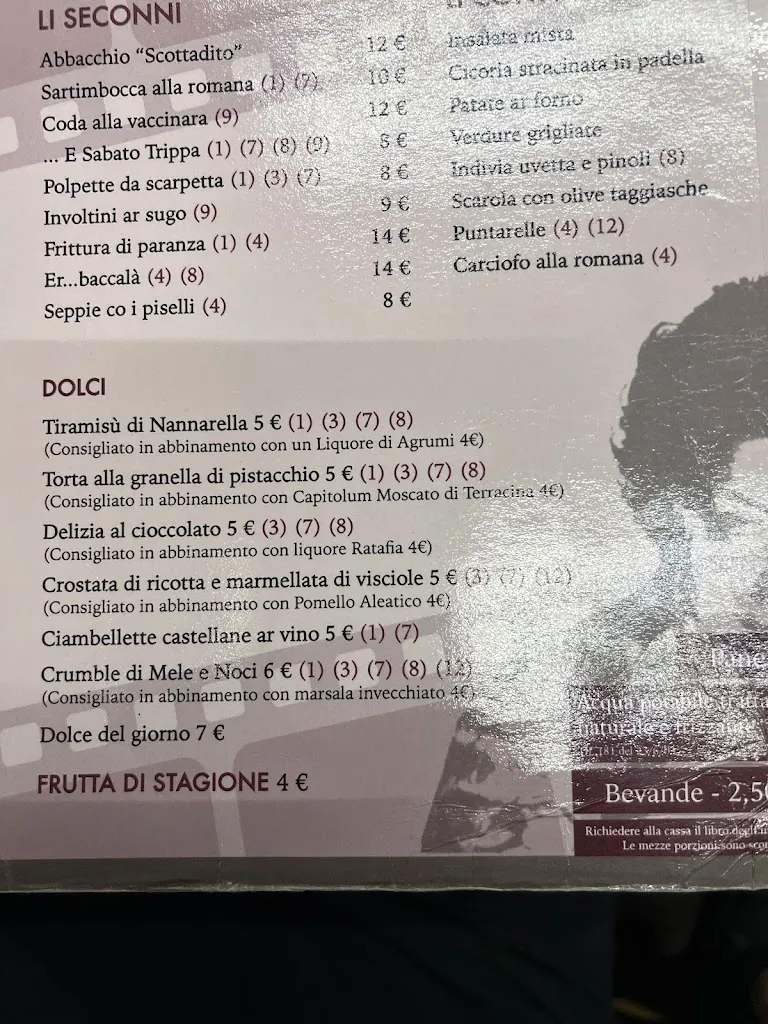 LI SECONNI
Abbacchio “Scottadito” 12 €
Sartimbocca alla romana (1) (7) 10 €
Coda alla vaccinara (9) 12 €
... E Sabato Trippa (1) (7) (8) (9) 8 €
Polpette da scarpetta (1) (3) (7) 8 €
Involtini ar sugo (9) 9 €
Frittura di paranza (1) (4) 14 €
Er...baccalà (4) (8) 14 €
Seppie co i piselli (4) 8 €
Insalata mista
Cicoria stracinata in padella
Patate ar forno
Verdure grigliate
Indivia uvetta e pinoli (8)
Scarola con olive taggiasche
Puntarelle (4) (12)
Carciofo alla romana (4)
DOLCI
Tiramisù di Nannarella 5 € (1) (3) (7) (8)
(Consigliato in abbinamento con un Liquore di Agrumi 4€)
Torta alla granella di pistacchio 5 € (1) (3) (7) (8)
(Consigliato in abbinamento con Capitolum Moscato di Terracina 4€)
Delizia al cioccolato 5 € (3) (7) (8)
(Consigliato in abbinamento con liquore Ratafia 4€)
Crostata di ricotta e marmellata di visciole 5 € (3) (7) (12)
(Consigliato in abbinamento con Pomello Aleatico 4€)
Ciambellette castellane ar vino 5 € (1) (7)
Crumble di Mele e Noci 6 € (1) (3) (7) (8) (12)
(Consigliato in abbinamento con marsala invecchiato 4€)
Dolce del giorno 7 €
FRUTTA DI STAGIONE 4 €
Pane
Acqua potabile
naturale e frizzante
Bevande - 2,50
Richiedere alla cassa il libro degli
Le mezze porzioni sono